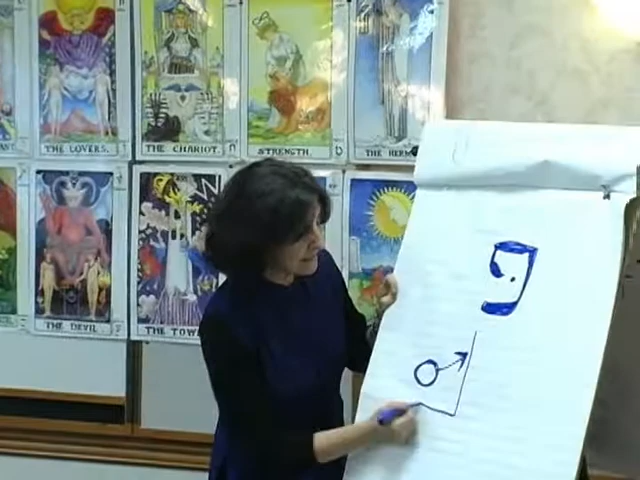 THE LOVERS.
THE CHARIOT.
STRENGTH.
THE HERM
THE DEVIL
THE TOW
פּ
♂